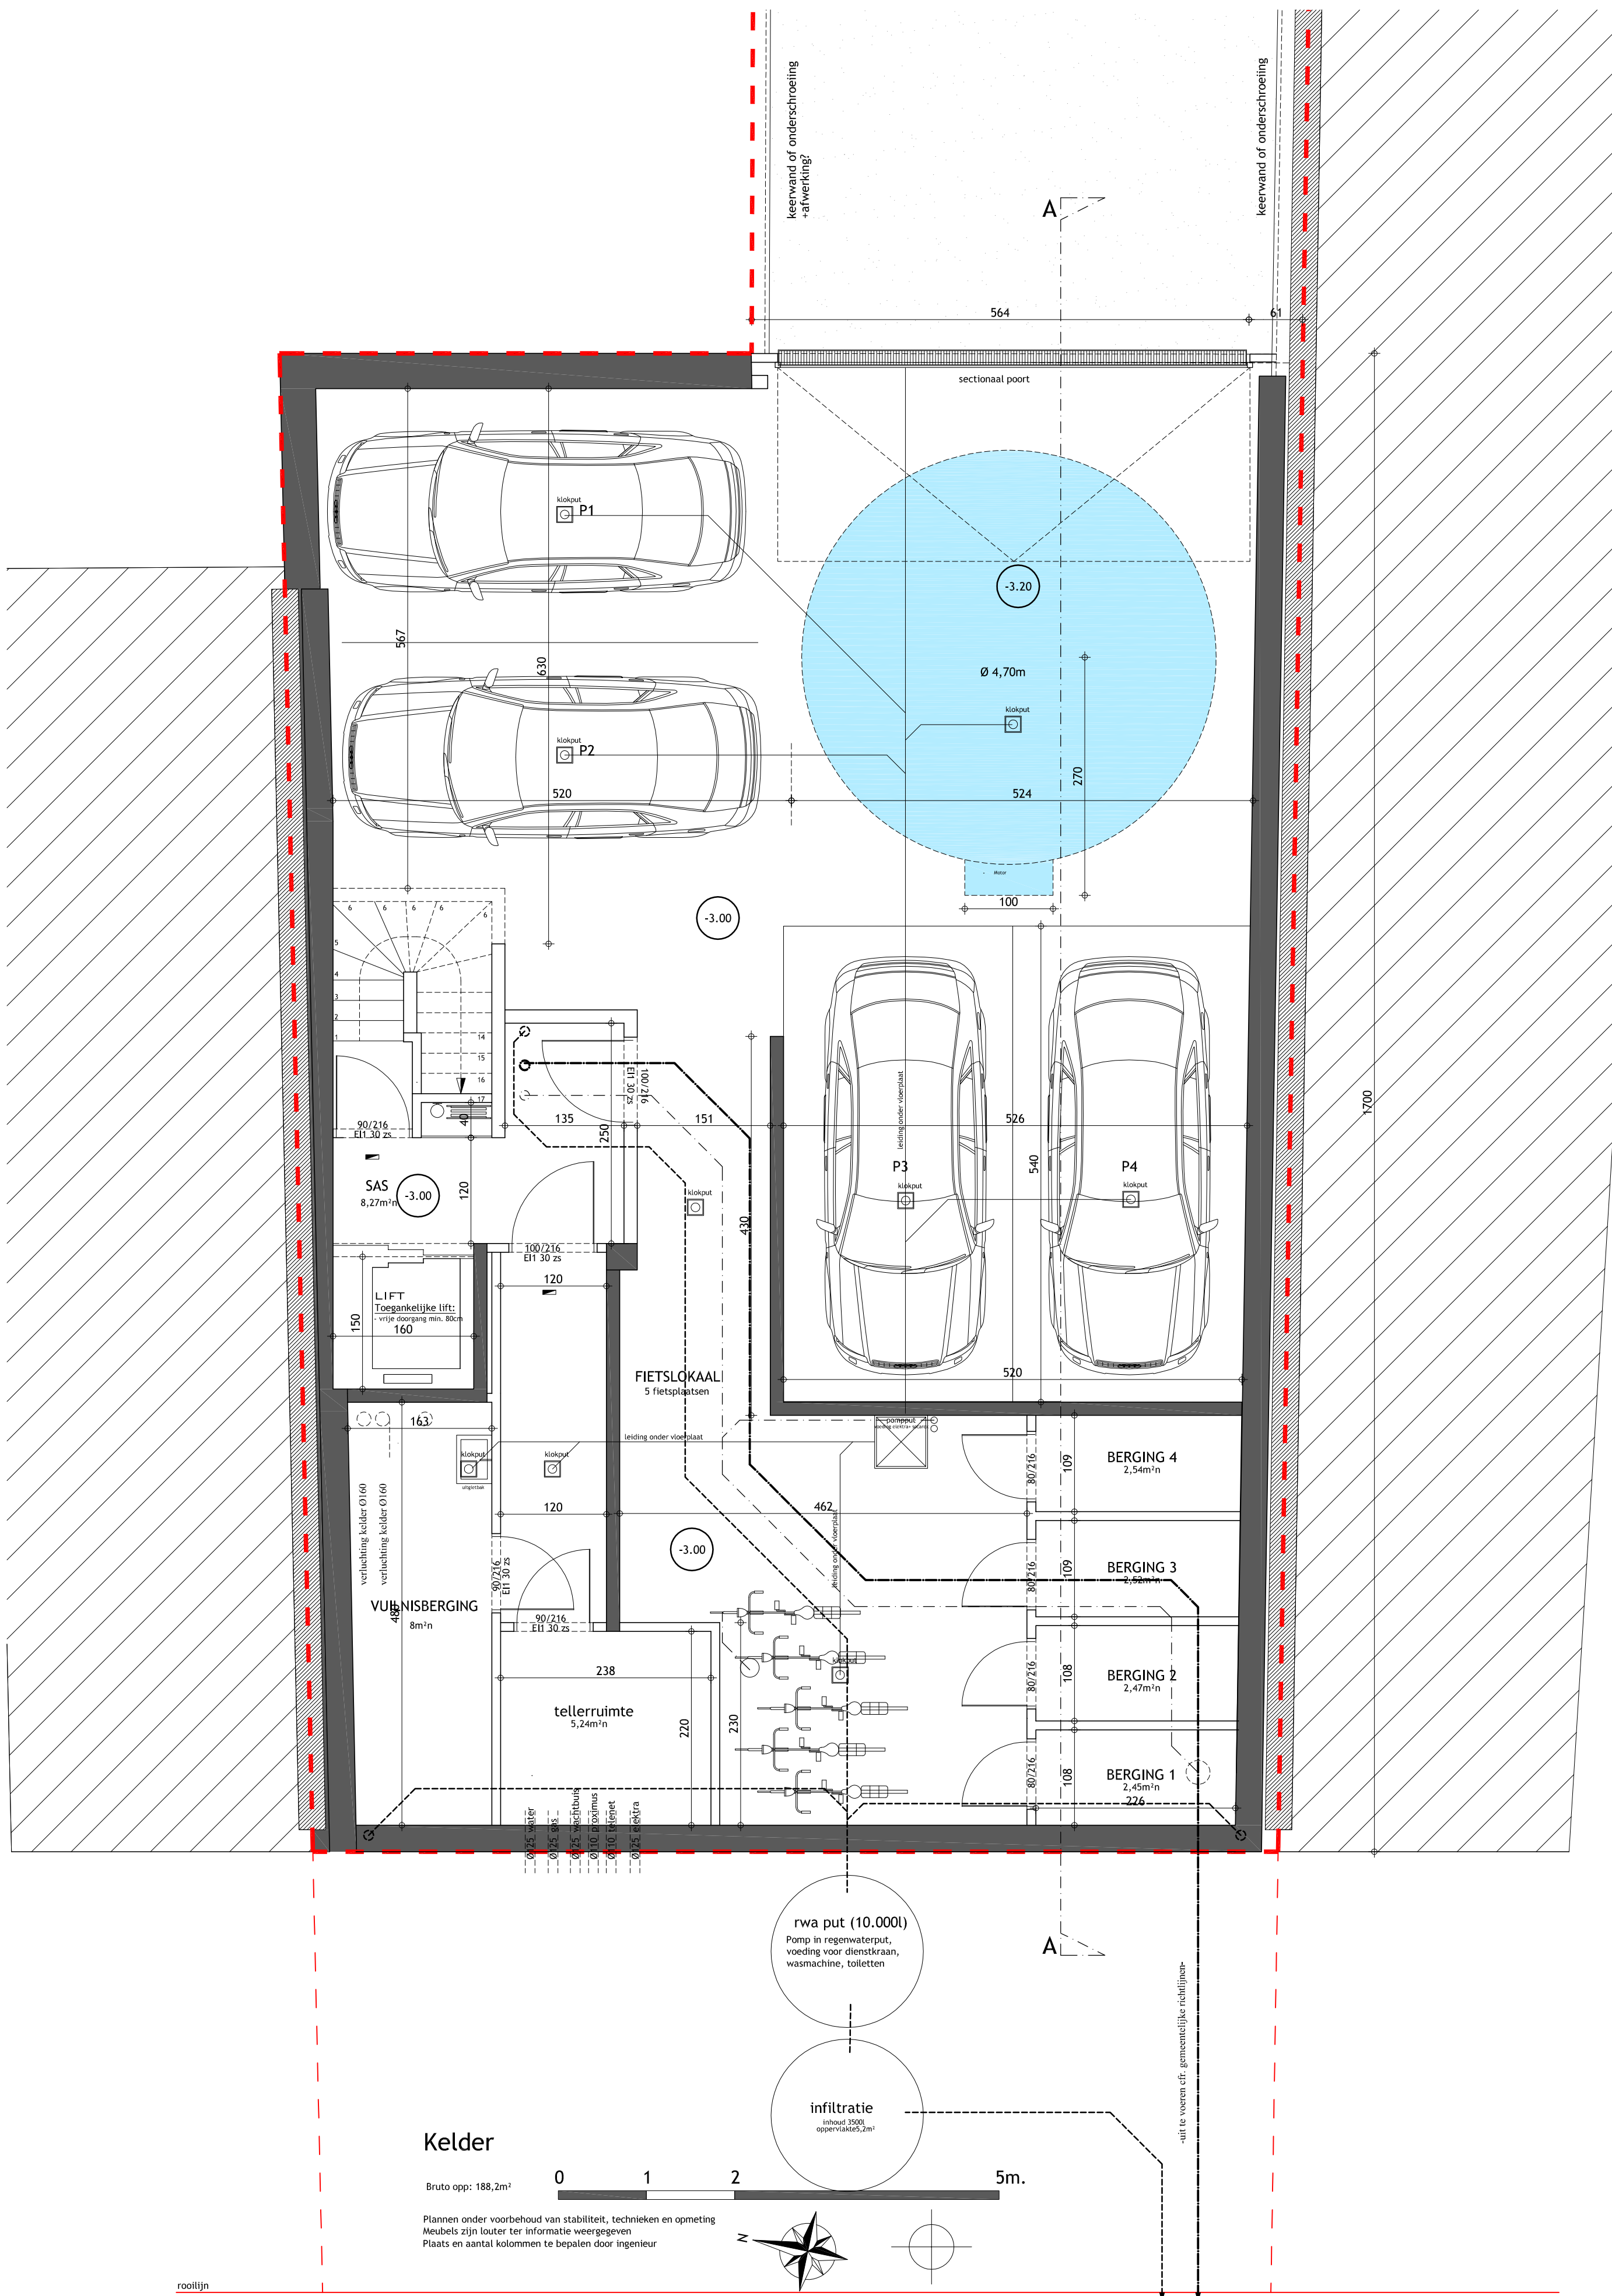 keerwand of onderschroeiing
+afwerking?
keerwand of onderschroeiing
A
564
61
sectionaal poort
klokput
P1
-3.20
567
630
Ø 4,70m
klokput
klokput
P2
520
524
270
Motor
100
-3.00
6
6
6
6
6
5
4
3
2
1
14
15
16
17
100/216
EI1 30 zs
1700
90/216
EI1 30 zs
40
135
250
151
526
leiding onder vloerplaat
540
P3
klokput
P4
klokput
SAS
8,27m²n
-3.00
120
klokput
430
100/216
EI1 30 zs
120
LIFT
Toegankelijke lift:
- vrije doorgang min. 80cm
150
160
FIETSLOKAAL
5 fietsplaatsen
520
163
pompput
leiding onder vloerplaat
klokput
klokput
uitgietbak
80/216
109
BERGING 4
2,54m²n
verluchting kelder Ø160
verluchting kelder Ø160
120
462
leiding onder vloerplaat
-3.00
90/216
EI1 30 zs
80/216
109
BERGING 3
2,52m²n
VUILNISBERGING
8m²n
480
90/216
EI1 30 zs
klokput
238
80/216
108
BERGING 2
2,47m²n
tellerruimte
5,24m²n
220
230
80/216
108
BERGING 1
2,45m²n
226
Ø125 water
Ø125 gas
Ø125 wachtbuis
Ø110 proximus
Ø110 telenet
Ø125 elektra
rwa put (10.000l)
Pomp in regenwaterput,
voeding voor dienstkraan,
wasmachine, toiletten
A
-uit te voeren cfr. gemeentelijke richtlijnen-
infiltratie
inhoud 3500l
oppervlakte5,2m²
Kelder
Bruto opp: 188,2m²
0
1
2
5m.
Plannen onder voorbehoud van stabiliteit, technieken en opmeting
Meubels zijn louter ter informatie weergegeven
Plaats en aantal kolommen te bepalen door ingenieur
N
rooilijn